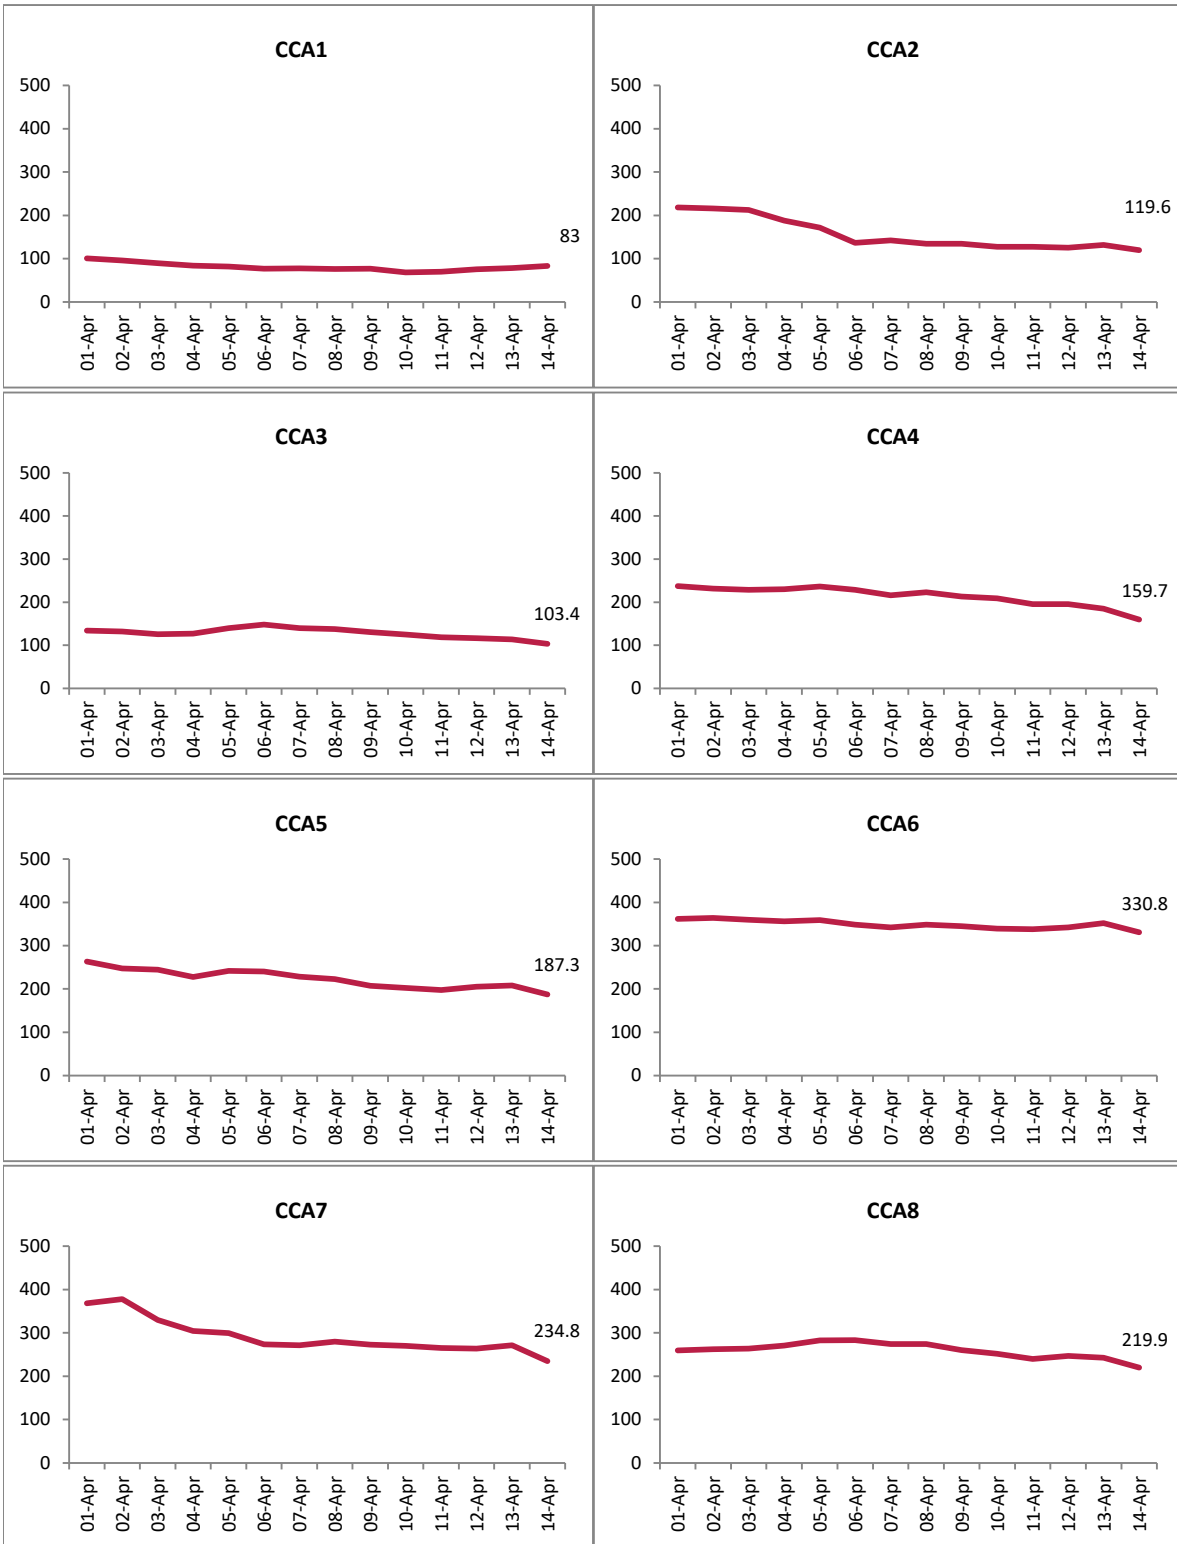 CCA1
500
400
300
200
100
0
83
01-Apr
02-Apr
03-Apr
04-Apr
05-Apr
06-Apr
07-Apr
08-Apr
09-Apr
10-Apr
11-Apr
12-Apr
13-Apr
14-Apr
CCA2
500
400
300
200
100
0
119.6
01-Apr
02-Apr
03-Apr
04-Apr
05-Apr
06-Apr
07-Apr
08-Apr
09-Apr
10-Apr
11-Apr
12-Apr
13-Apr
14-Apr
CCA3
500
400
300
200
100
0
103.4
01-Apr
02-Apr
03-Apr
04-Apr
05-Apr
06-Apr
07-Apr
08-Apr
09-Apr
10-Apr
11-Apr
12-Apr
13-Apr
14-Apr
CCA4
500
400
300
200
100
0
159.7
01-Apr
02-Apr
03-Apr
04-Apr
05-Apr
06-Apr
07-Apr
08-Apr
09-Apr
10-Apr
11-Apr
12-Apr
13-Apr
14-Apr
CCA5
500
400
300
200
100
0
187.3
01-Apr
02-Apr
03-Apr
04-Apr
05-Apr
06-Apr
07-Apr
08-Apr
09-Apr
10-Apr
11-Apr
12-Apr
13-Apr
14-Apr
CCA6
500
400
300
200
100
0
330.8
01-Apr
02-Apr
03-Apr
04-Apr
05-Apr
06-Apr
07-Apr
08-Apr
09-Apr
10-Apr
11-Apr
12-Apr
13-Apr
14-Apr
CCA7
500
400
300
200
100
0
234.8
01-Apr
02-Apr
03-Apr
04-Apr
05-Apr
06-Apr
07-Apr
08-Apr
09-Apr
10-Apr
11-Apr
12-Apr
13-Apr
14-Apr
CCA8
500
400
300
200
100
0
219.9
01-Apr
02-Apr
03-Apr
04-Apr
05-Apr
06-Apr
07-Apr
08-Apr
09-Apr
10-Apr
11-Apr
12-Apr
13-Apr
14-Apr